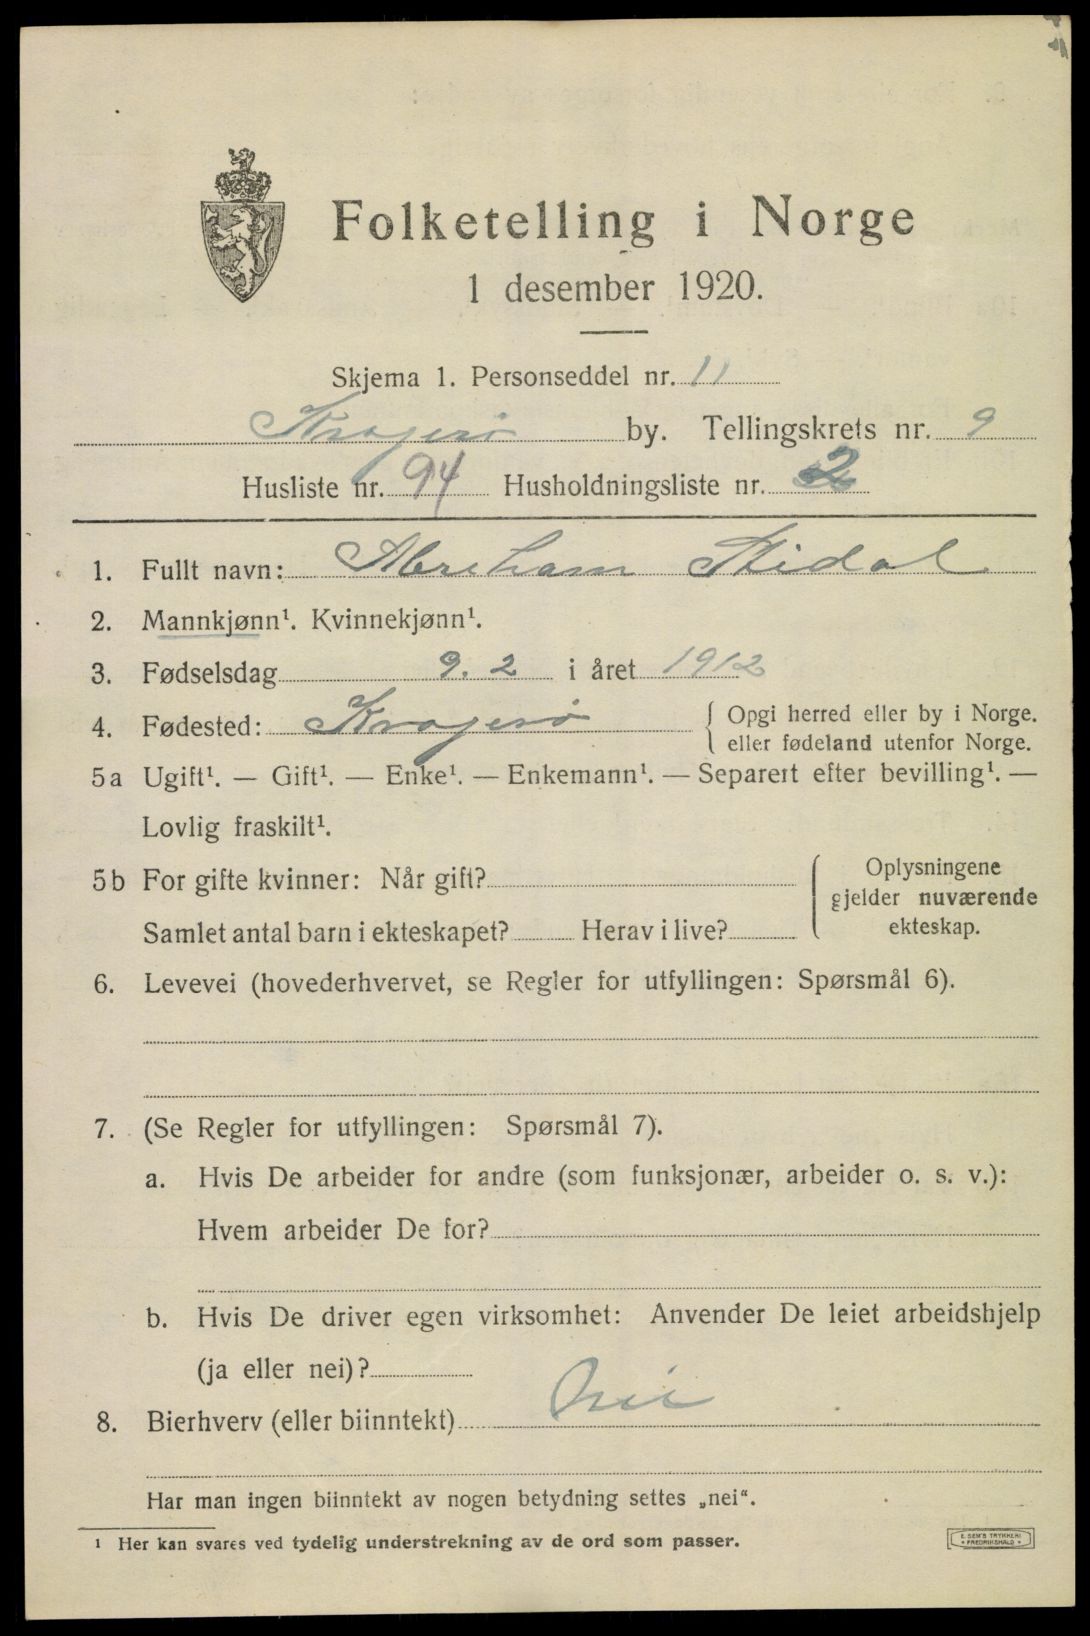 Folketelling i Norge
1 desember 1920.
Skjema 1. Personseddel nr. 11
Kragerø by. Tellingskrets nr. 9
Husliste nr. 94 Husholdningsliste nr. 2
1. Fullt navn: Abraham Stidal
2. Mannkjønn¹. Kvinnekjønn¹.
3. Fødselsdag 9. 2 i året 1912
4. Fødested: Kragerø { Opgi herred eller by i Norge.
eller fødeland utenfor Norge.
5a Ugift¹. — Gift¹. — Enke¹. — Enkemann¹. — Separert efter bevilling¹. —
Lovlig fraskilt¹.
5b For gifte kvinner: Når gift?
Samlet antal barn i ekteskapet? Herav i live?
{ Oplysningene
gjelder nuværende
ekteskap.
6. Levevei (hovederhvervet, se Regler for utfyllingen: Spørsmål 6).
7. (Se Regler for utfyllingen: Spørsmål 7).
a. Hvis De arbeider for andre (som funksjonær, arbeider o. s. v.):
Hvem arbeider De for?
b. Hvis De driver egen virksomhet: Anvender De leiet arbeidshjelp
(ja eller nei)?
8. Bierhverv (eller biinntekt) Nei
Har man ingen biinntekt av nogen betydning settes „nei“.
¹ Her kan svares ved tydelig understrekning av de ord som passer.
E. SEM'S TRYKKERI
FREDRIKSHALD